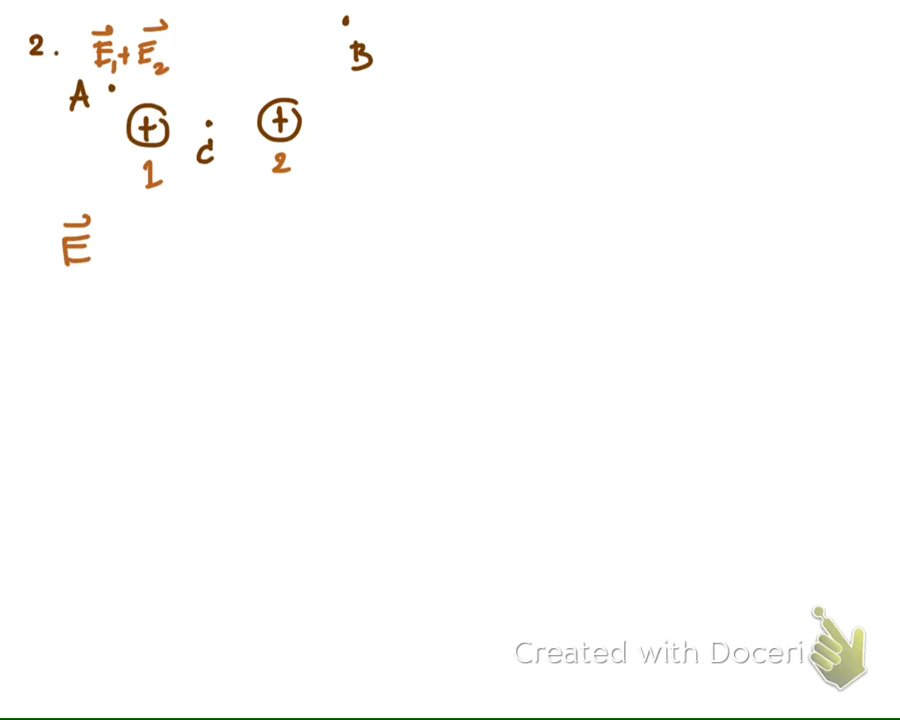 2. E⃗₁ + E⃗₂
B
A
+ +
C
1 2
E⃗
Created with Doceri